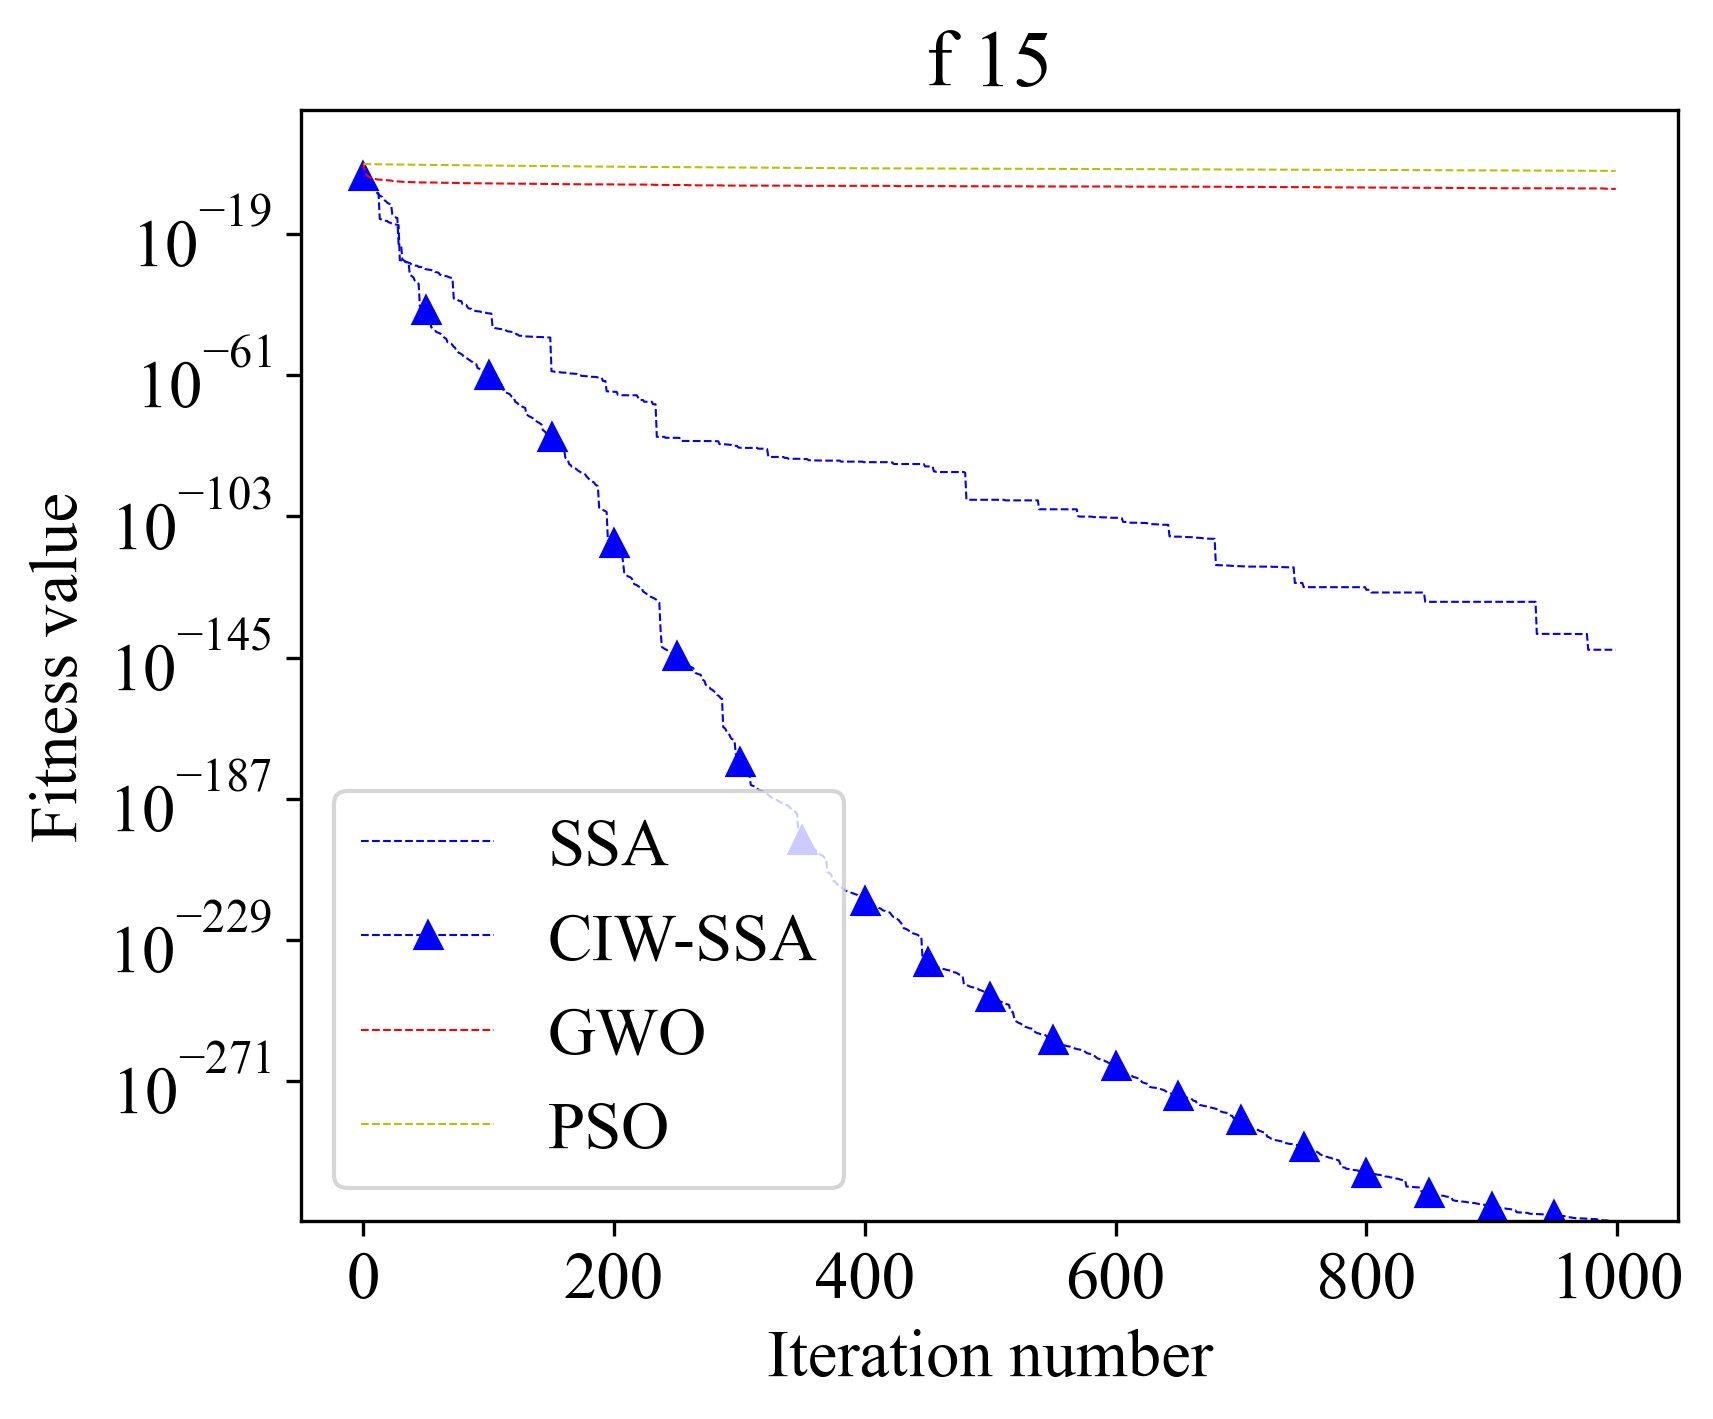 f 15
10^−19
10^−61
10^−103
10^−145
10^−187
10^−229
10^−271
Fitness value
SSA
CIW-SSA
GWO
PSO
0 200 400 600 800 1000
Iteration number